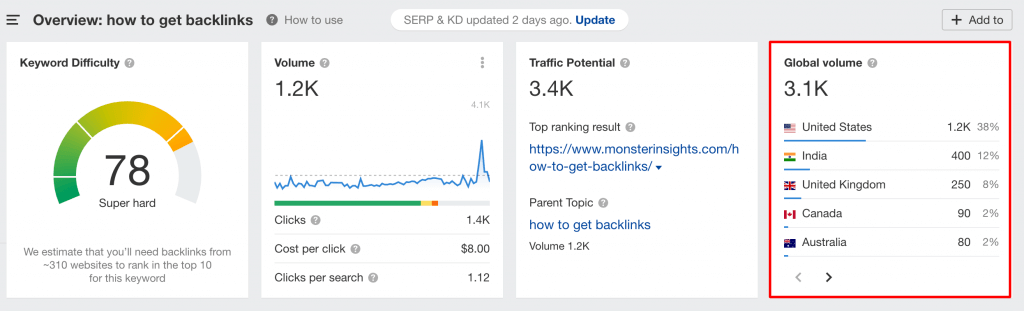 Overview: how to get backlinks ? How to use
SERP & KD updated 2 days ago. Update
+ Add to
Keyword Difficulty ?
78
Super hard
We estimate that you'll need backlinks from
~310 websites to rank in the top 10
for this keyword
Volume ?
1.2K
4.1K
Clicks ? 1.4K
Cost per click ? $8.00
Clicks per search ? 1.12
Traffic Potential ?
3.4K
Top ranking result ?
https://www.monsterinsights.com/h
ow-to-get-backlinks/
Parent Topic ?
how to get backlinks
Volume 1.2K
Global volume ?
3.1K
United States 1.2K 38%
India 400 12%
United Kingdom 250 8%
Canada 90 2%
Australia 80 2%